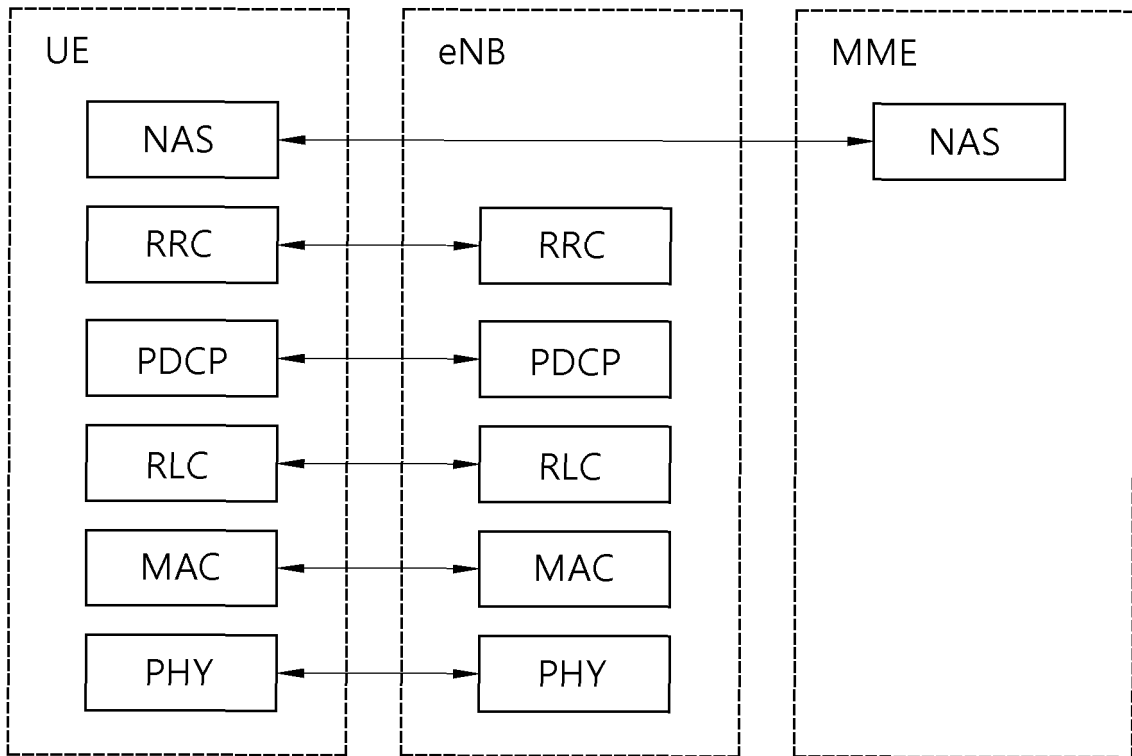 UE
eNB
MME
NAS
NAS
RRC
RRC
PDCP
PDCP
RLC
RLC
MAC
MAC
PHY
PHY